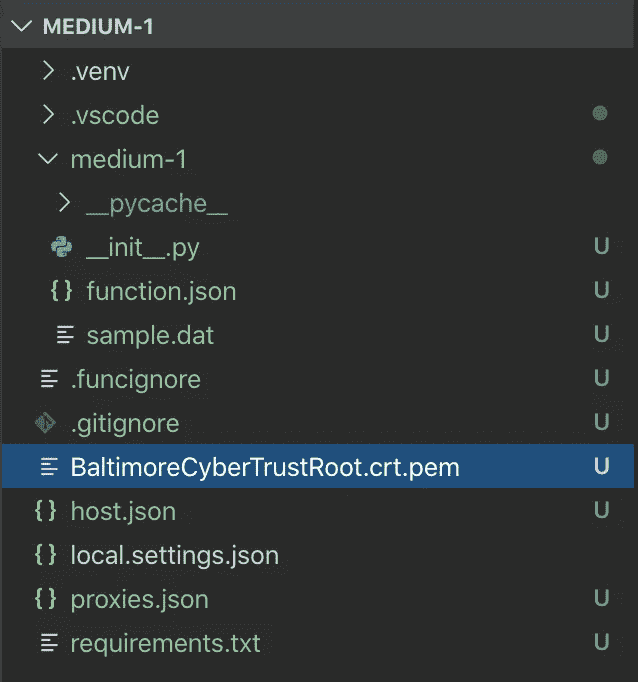 MEDIUM-1
.venv
.vscode
medium-1
__pycache__
__init__.py
U
{} function.json
U
sample.dat
U
.funcignore
U
.gitignore
U
BaltimoreCyberTrustRoot.crt.pem
U
{} host.json
U
{} local.settings.json
{} proxies.json
U
requirements.txt
U